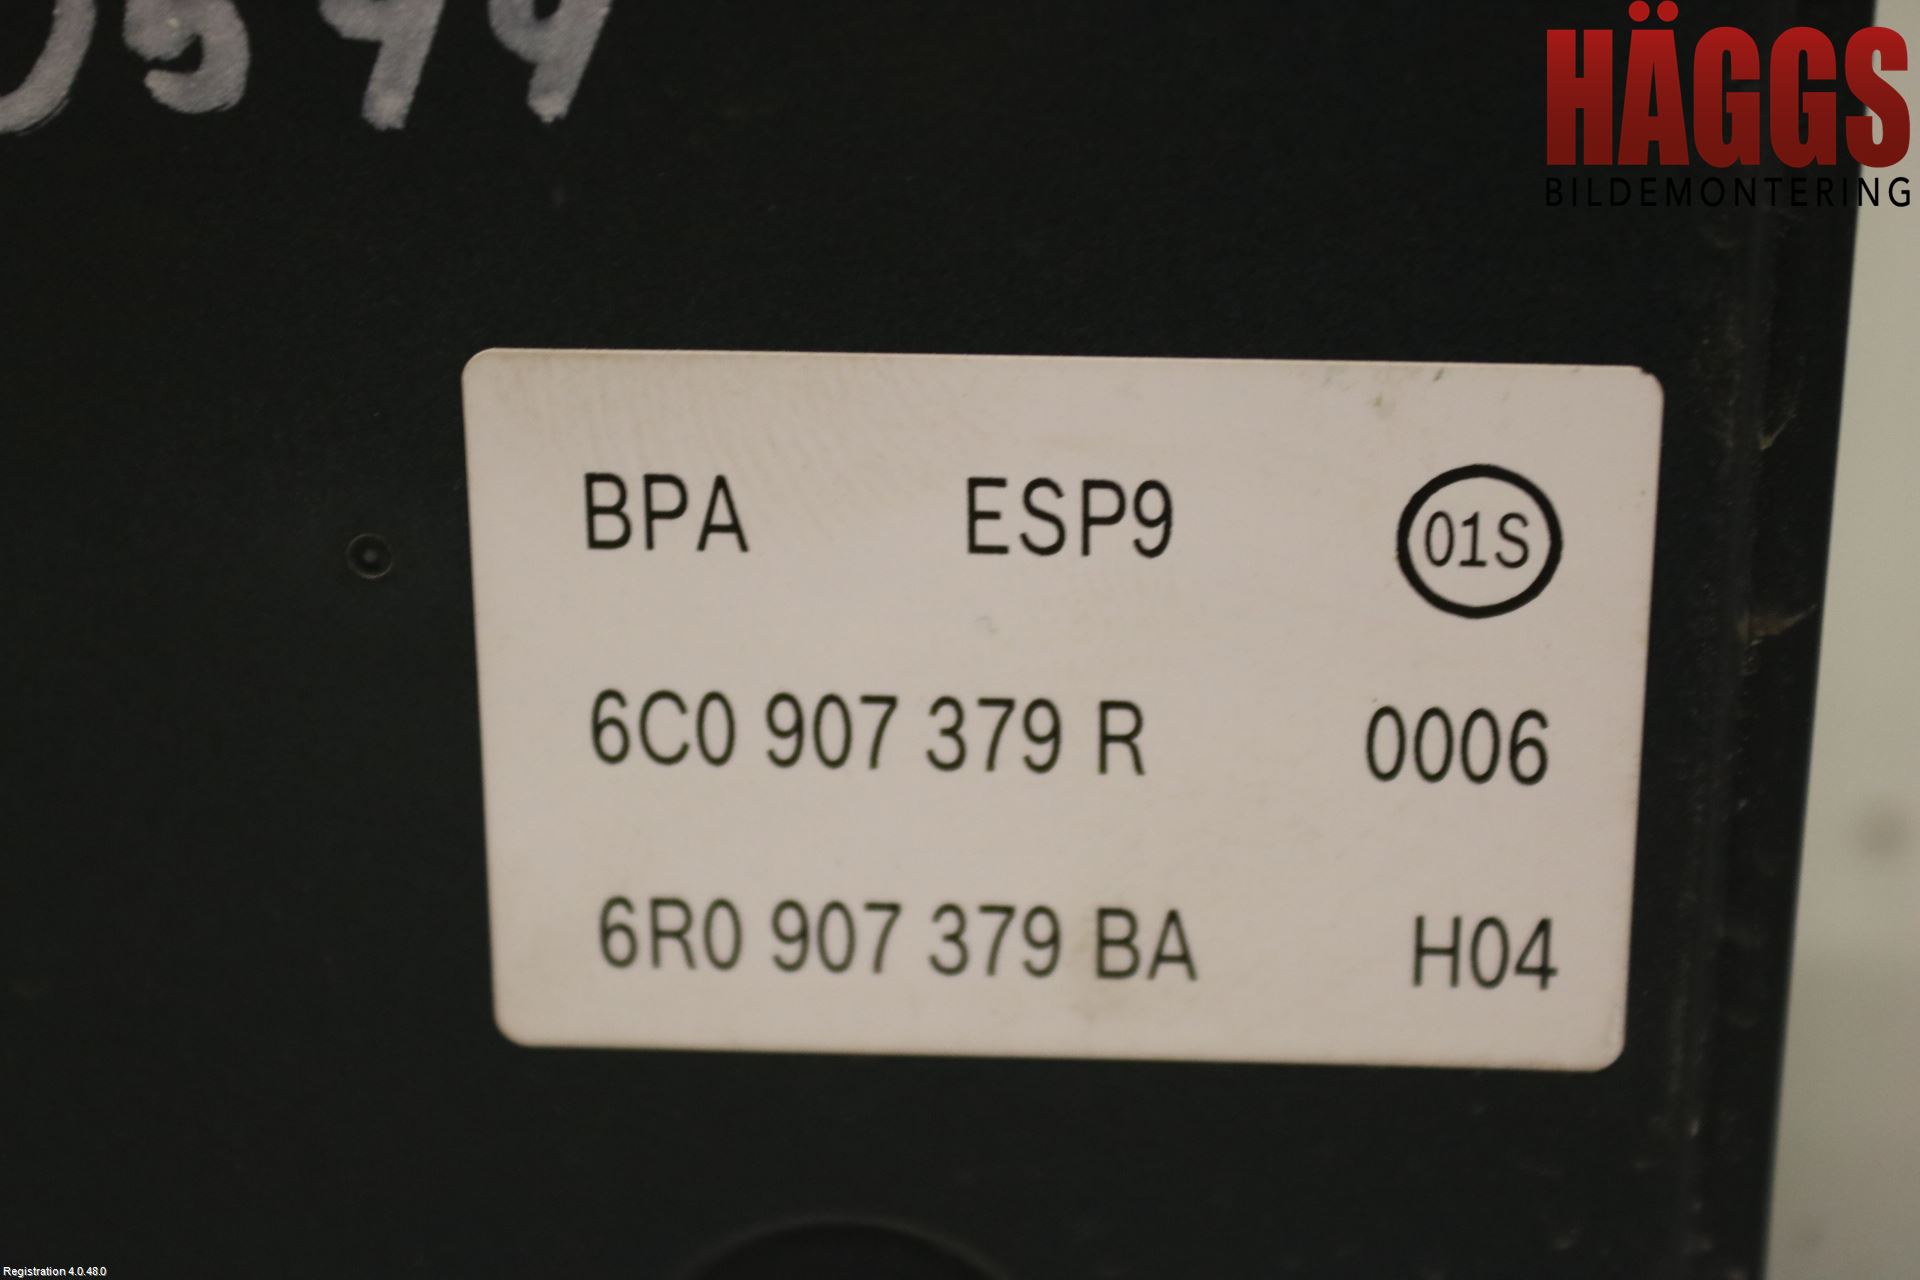 HÄGGS
BILDEMONTERING
BPA ESP9 01S
6C0 907 379 R 0006
6R0 907 379 BA H04
Registration 4.0.48.0